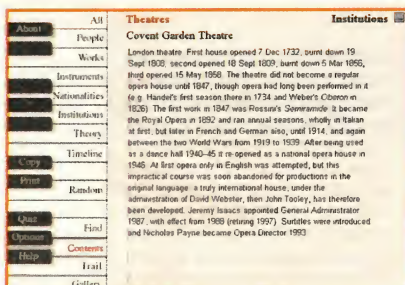 About
All
People
Works
Instruments
Nationalities
Institutions
Theory
Timeline
Copy
Print
Random
Quiz
Find
Options
Contents
Help
Trail
Gallery
Theatres
Institutions
Covent Garden Theatre
London theatre. First house opened 7 Dec 1732, burnt down 19
Sept 1808; second opened 18 Sept 1809, burnt down 5 Mar 1856,
third opened 15 May 1858. The theatre did not become a regular
opera house until 1847, though opera had long been performed in it
(e.g. Handel's first season there in 1734 and Weber's Oberon in
1826). The first work in 1847 was Rossini's Semiramide. It became
the Royal Opera in 1892 and ran annual seasons, wholly in Italian
at first, but later in French and German also, until 1914, and again
between the two World Wars from 1919 to 1939. After being used
as a dance hall 1940-45 it re-opened as a national opera house in
1946. At first opera only in English was attempted, but this
impractical course was soon abandoned for productions in the
original language: a truly international house, under the
administration of David Webster, then John Tooley, has therefore
been developed. Jeremy Isaacs appointed General Administrator
1987, with effect from 1988 (retiring 1997). Surtitles were introduced
and Nicholas Payne became Opera Director 1993.